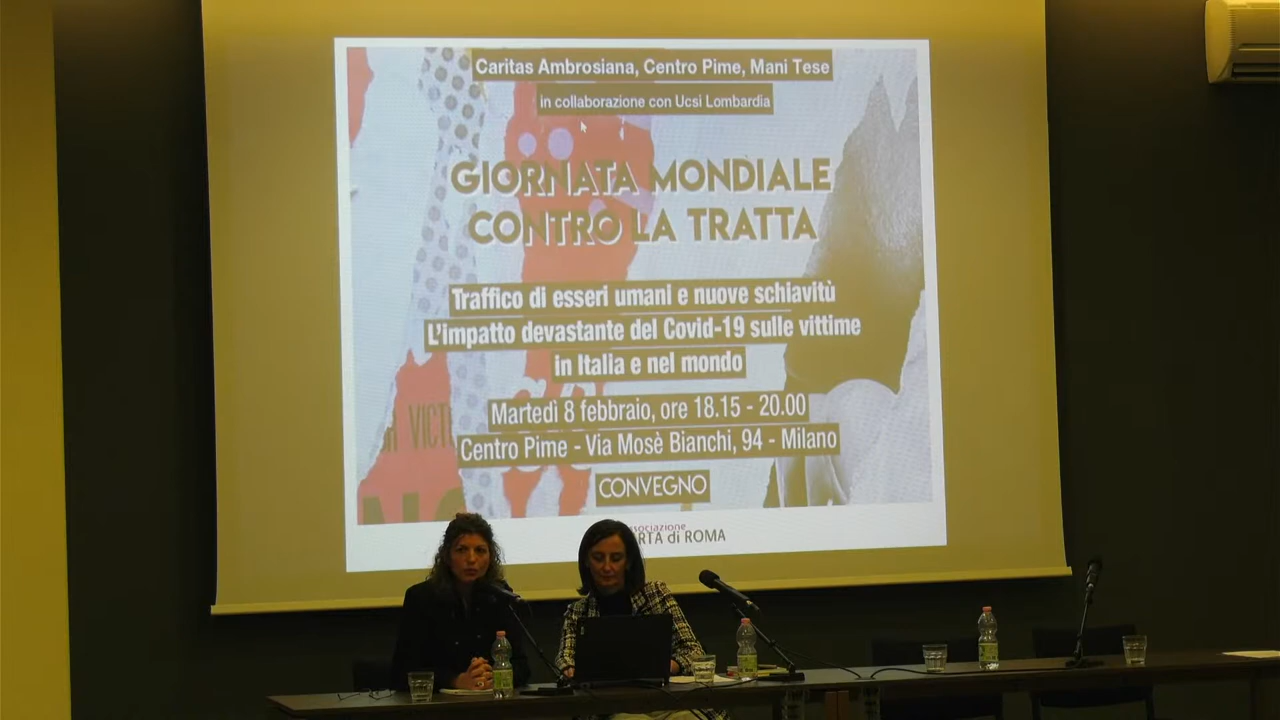 Caritas Ambrosiana, Centro Pime, Mani Tese
in collaborazione con Ucsi Lombardia
GIORNATA MONDIALE
CONTRO LA TRATTA
Traffico di esseri umani e nuove schiavitù
L'impatto devastante del Covid-19 sulle vittime
in Italia e nel mondo
Martedì 8 febbraio, ore 18.15 - 20.00
Centro Pime - Via Mosè Bianchi, 94 - Milano
CONVEGNO
di ROMA